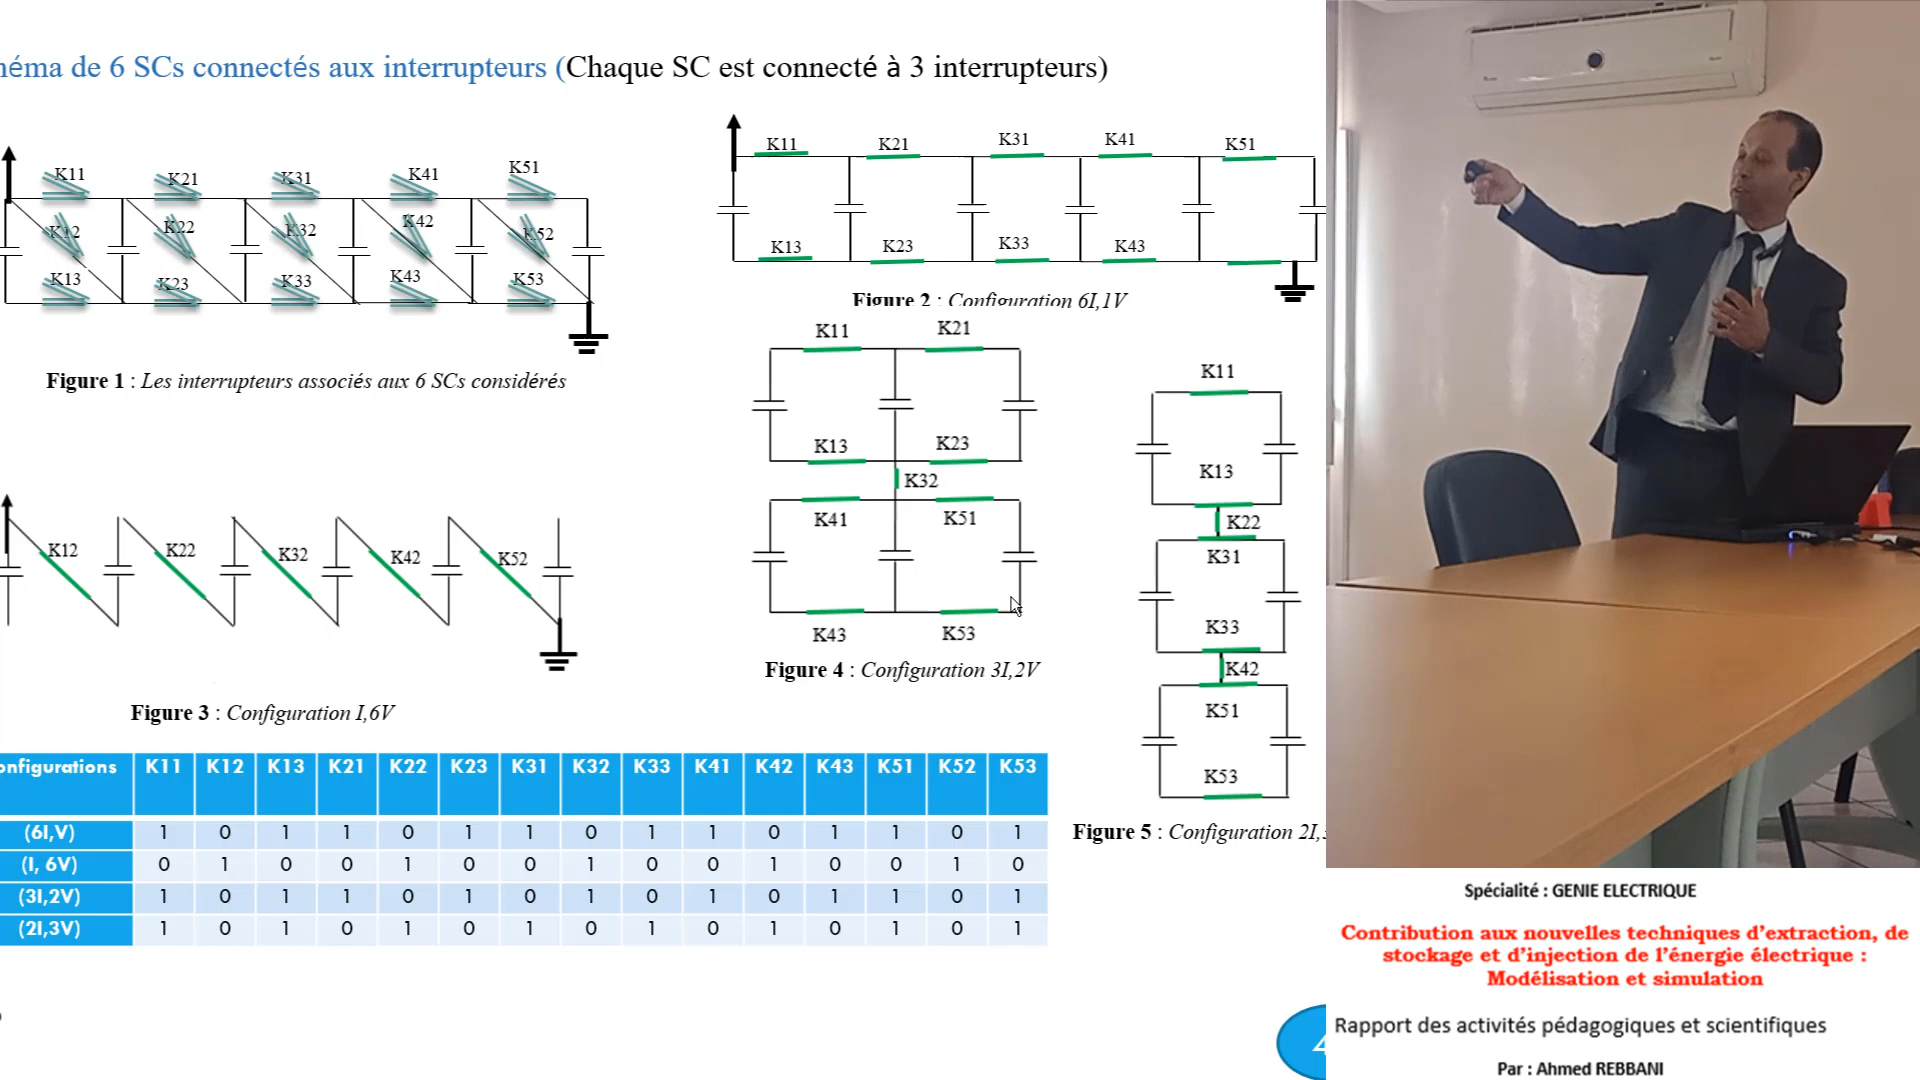 néma de 6 SCs connectés aux interrupteurs (Chaque SC est connecté à 3 interrupteurs)
K11 K21 K31 K41 K51
K12 K22 K32 K42 K52
K13 K23 K33 K43 K53
Figure 1 : Les interrupteurs associés aux 6 SCs considérés
K11 K21 K31 K41 K51
K13 K23 K33 K43
Figure 2 : Configuration 6I,1V
K12 K22 K32 K42 K52
Figure 3 : Configuration I,6V
K11 K21
K13 K23
K32
K41 K51
K43 K53
Figure 4 : Configuration 3I,2V
K11
K13
K22
K31
K33
K42
K51
K53
Figure 5 : Configuration 2I,
onfigurations K11 K12 K13 K21 K22 K23 K31 K32 K33 K41 K42 K43 K51 K52 K53
(6I,V) 1 0 1 1 0 1 1 0 1 1 0 1 1 0 1
(I, 6V) 0 1 0 0 1 0 0 1 0 0 1 0 0 1 0
(3I,2V) 1 0 1 1 0 1 0 1 0 1 0 1 1 0 1
(2I,3V) 1 0 1 0 1 0 1 0 1 0 1 0 1 0 1
4
Spécialité : GENIE ELECTRIQUE
Contribution aux nouvelles techniques d'extraction, de
stockage et d'injection de l'énergie électrique :
Modélisation et simulation
Rapport des activités pédagogiques et scientifiques
Par : Ahmed REBBANI